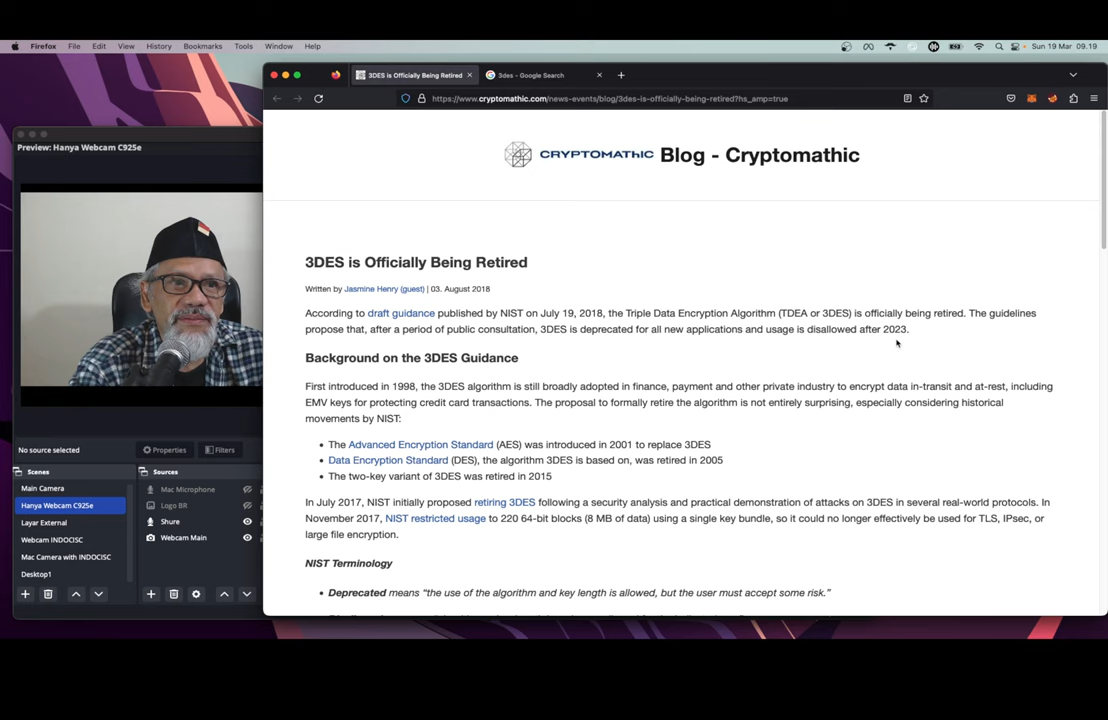 Firefox File Edit View History Bookmarks Tools Window Help Sun 19 Mar 09.19
3DES is Officially Being Retired 3des - Google Search
https://www.cryptomathic.com/news-events/blog/3des-is-officially-being-retired?hs_amp=true
Preview: Hanya Webcam C925e
No source selected Properties Filters
Scenes
Main Camera
Hanya Webcam C925e
Layar External
Webcam INDOCISC
Mac Camera with INDOCISC
Desktop1
Sources
Mac Microphone
Logo BR
Share
Webcam Main
CRYPTOMATHIC Blog - Cryptomathic
3DES is Officially Being Retired
Written by Jasmine Henry (guest) | 03. August 2018
According to draft guidance published by NIST on July 19, 2018, the Triple Data Encryption Algorithm (TDEA or 3DES) is officially being retired. The guidelines
propose that, after a period of public consultation, 3DES is deprecated for all new applications and usage is disallowed after 2023.
Background on the 3DES Guidance
First introduced in 1998, the 3DES algorithm is still broadly adopted in finance, payment and other private industry to encrypt data in-transit and at-rest, including
EMV keys for protecting credit card transactions. The proposal to formally retire the algorithm is not entirely surprising, especially considering historical
movements by NIST:
• The Advanced Encryption Standard (AES) was introduced in 2001 to replace 3DES
• Data Encryption Standard (DES), the algorithm 3DES is based on, was retired in 2005
• The two-key variant of 3DES was retired in 2015
In July 2017, NIST initially proposed retiring 3DES following a security analysis and practical demonstration of attacks on 3DES in several real-world protocols. In
November 2017, NIST restricted usage to 220 64-bit blocks (8 MB of data) using a single key bundle, so it could no longer effectively be used for TLS, IPsec, or
large file encryption.
NIST Terminology
• Deprecated means “the use of the algorithm and key length is allowed, but the user must accept some risk.”